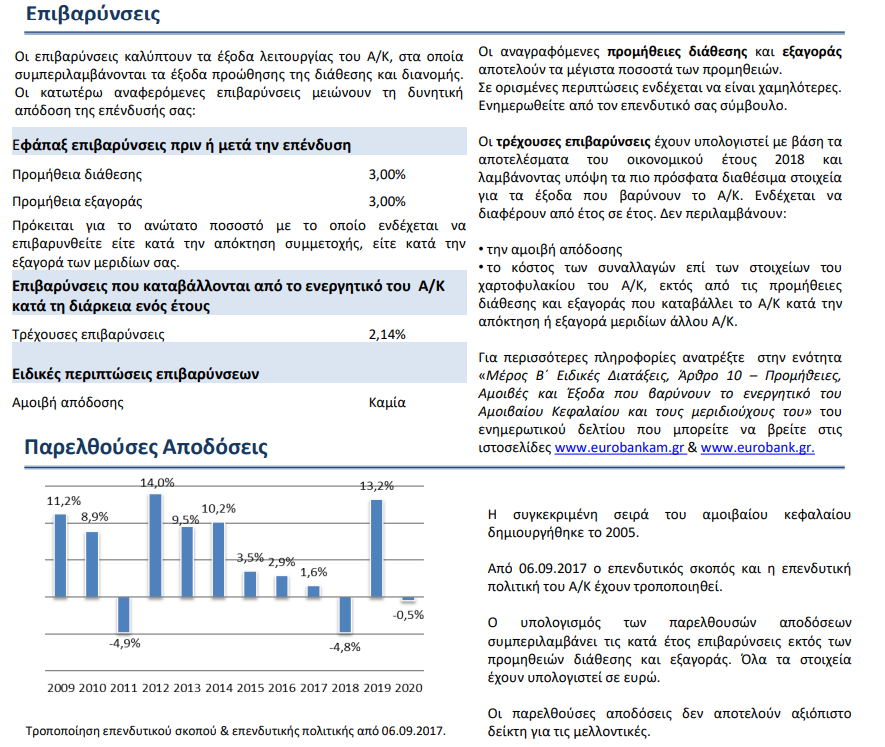 Επιβαρύνσεις
Οι επιβαρύνσεις καλύπτουν τα έξοδα λειτουργίας του Α/Κ, στα οποία
συμπεριλαμβάνονται τα έξοδα προώθησης της διάθεσης και διανομής.
Οι κατωτέρω αναφερόμενες επιβαρύνσεις μειώνουν τη δυνητική
απόδοση της επένδυσής σας:
Εφάπαξ επιβαρύνσεις πριν ή μετά την επένδυση
Προμήθεια διάθεσης 3,00%
Προμήθεια εξαγοράς 3,00%
Πρόκειται για το ανώτατο ποσοστό με το οποίο ενδέχεται να
επιβαρυνθείτε είτε κατά την απόκτηση συμμετοχής, είτε κατά την
εξαγορά των μεριδίων σας.
Επιβαρύνσεις που καταβάλλονται από το ενεργητικό του Α/Κ
κατά τη διάρκεια ενός έτους
Τρέχουσες επιβαρύνσεις 2,14%
Ειδικές περιπτώσεις επιβαρύνσεων
Αμοιβή απόδοσης Καμία
Οι αναγραφόμενες προμήθειες διάθεσης και εξαγοράς
αποτελούν τα μέγιστα ποσοστά των προμηθειών.
Σε ορισμένες περιπτώσεις ενδέχεται να είναι χαμηλότερες.
Ενημερωθείτε από τον επενδυτικό σας σύμβουλο.
Οι τρέχουσες επιβαρύνσεις έχουν υπολογιστεί με βάση τα
αποτελέσματα του οικονομικού έτους 2018 και
λαμβάνοντας υπόψη τα πιο πρόσφατα διαθέσιμα στοιχεία
για τα έξοδα που βαρύνουν το Α/Κ. Ενδέχεται να
διαφέρουν από έτος σε έτος. Δεν περιλαμβάνουν:
• την αμοιβή απόδοσης
• το κόστος των συναλλαγών επί των στοιχείων του
χαρτοφυλακίου του Α/Κ, εκτός από τις προμήθειες
διάθεσης και εξαγοράς που καταβάλλει το Α/Κ κατά την
απόκτηση ή εξαγορά μεριδίων άλλου Α/Κ.
Για περισσότερες πληροφορίες ανατρέξτε στην ενότητα
«Μέρος Β΄ Ειδικές Διατάξεις, Άρθρο 10 – Προμήθειες,
Αμοιβές και Έξοδα που βαρύνουν το ενεργητικό του
Αμοιβαίου Κεφαλαίου και τους μεριδιούχους του» του
ενημερωτικού δελτίου που μπορείτε να βρείτε στις
ιστοσελίδες www.eurobankam.gr & www.eurobank.gr.
Παρελθούσες Αποδόσεις
11,2%
8,9%
-4,9%
14,0%
9,5%
10,2%
3,5%
2,9%
1,6%
-4,8%
13,2%
-0,5%
2009 2010 2011 2012 2013 2014 2015 2016 2017 2018 2019 2020
Τροποποίηση επενδυτικού σκοπού & επενδυτικής πολιτικής από 06.09.2017.
Η συγκεκριμένη σειρά του αμοιβαίου κεφαλαίου
δημιουργήθηκε το 2005.
Από 06.09.2017 ο επενδυτικός σκοπός και η επενδυτική
πολιτική του Α/Κ έχουν τροποποιηθεί.
Ο υπολογισμός των παρελθουσών αποδόσεων
συμπεριλαμβάνει τις κατά έτος επιβαρύνσεις εκτός των
προμηθειών διάθεσης και εξαγοράς. Όλα τα στοιχεία
έχουν υπολογιστεί σε ευρώ.
Οι παρελθούσες αποδόσεις δεν αποτελούν αξιόπιστο
δείκτη για τις μελλοντικές.